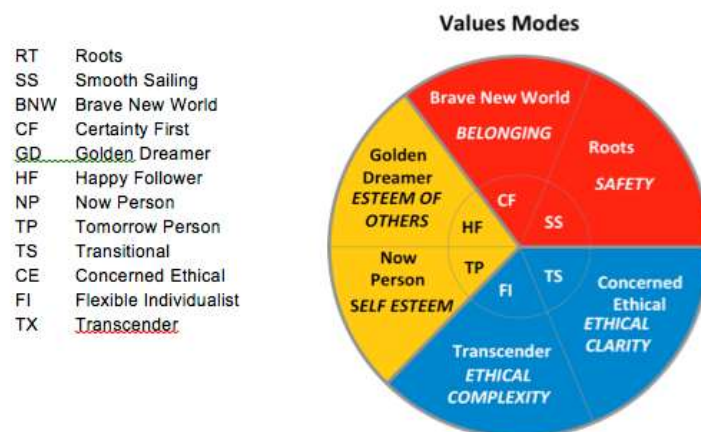 Values Modes
RT Roots
SS Smooth Sailing
BNW Brave New World
CF Certainty First
GD Golden Dreamer
HF Happy Follower
NP Now Person
TP Tomorrow Person
TS Transitional
CE Concerned Ethical
FI Flexible Individualist
TX Transcender
Brave New World
BELONGING
Roots
SAFETY
CF
SS
Golden
Dreamer
ESTEEM OF
OTHERS
HF
Now
Person
SELF ESTEEM
TP
FI
TS
Concerned
Ethical
ETHICAL
CLARITY
Transcender
ETHICAL
COMPLEXITY